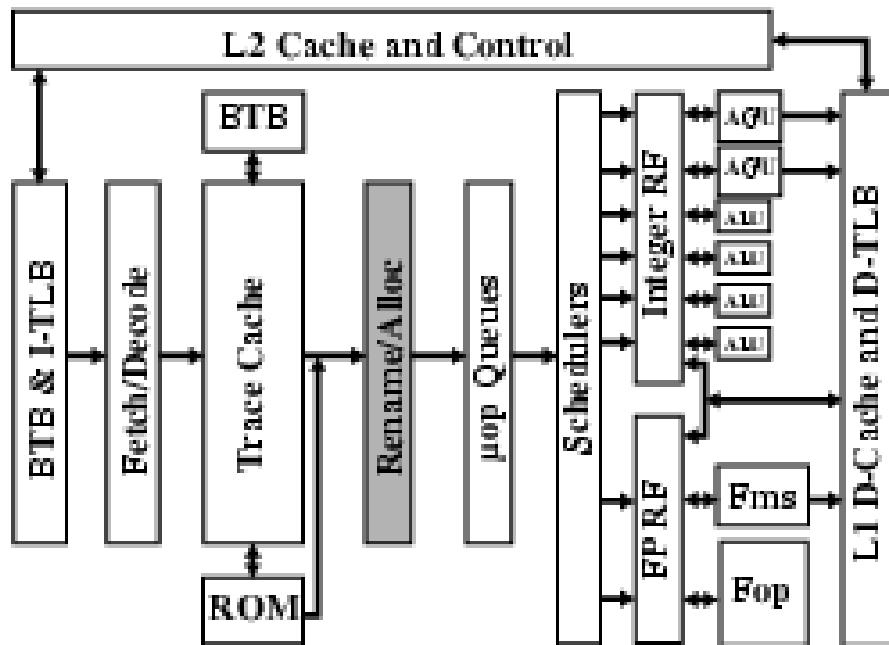 L2 Cache and Control
BTB
BTB & I-TLB
Fetch/Decode
Trace Cache
ROM
Rename/Alloc
µop Queues
Schedulers
Integer RF
FP RF
AGU
AGU
ALU
ALU
ALU
ALU
Fms
Fop
L1 D-Cache and D-TLB